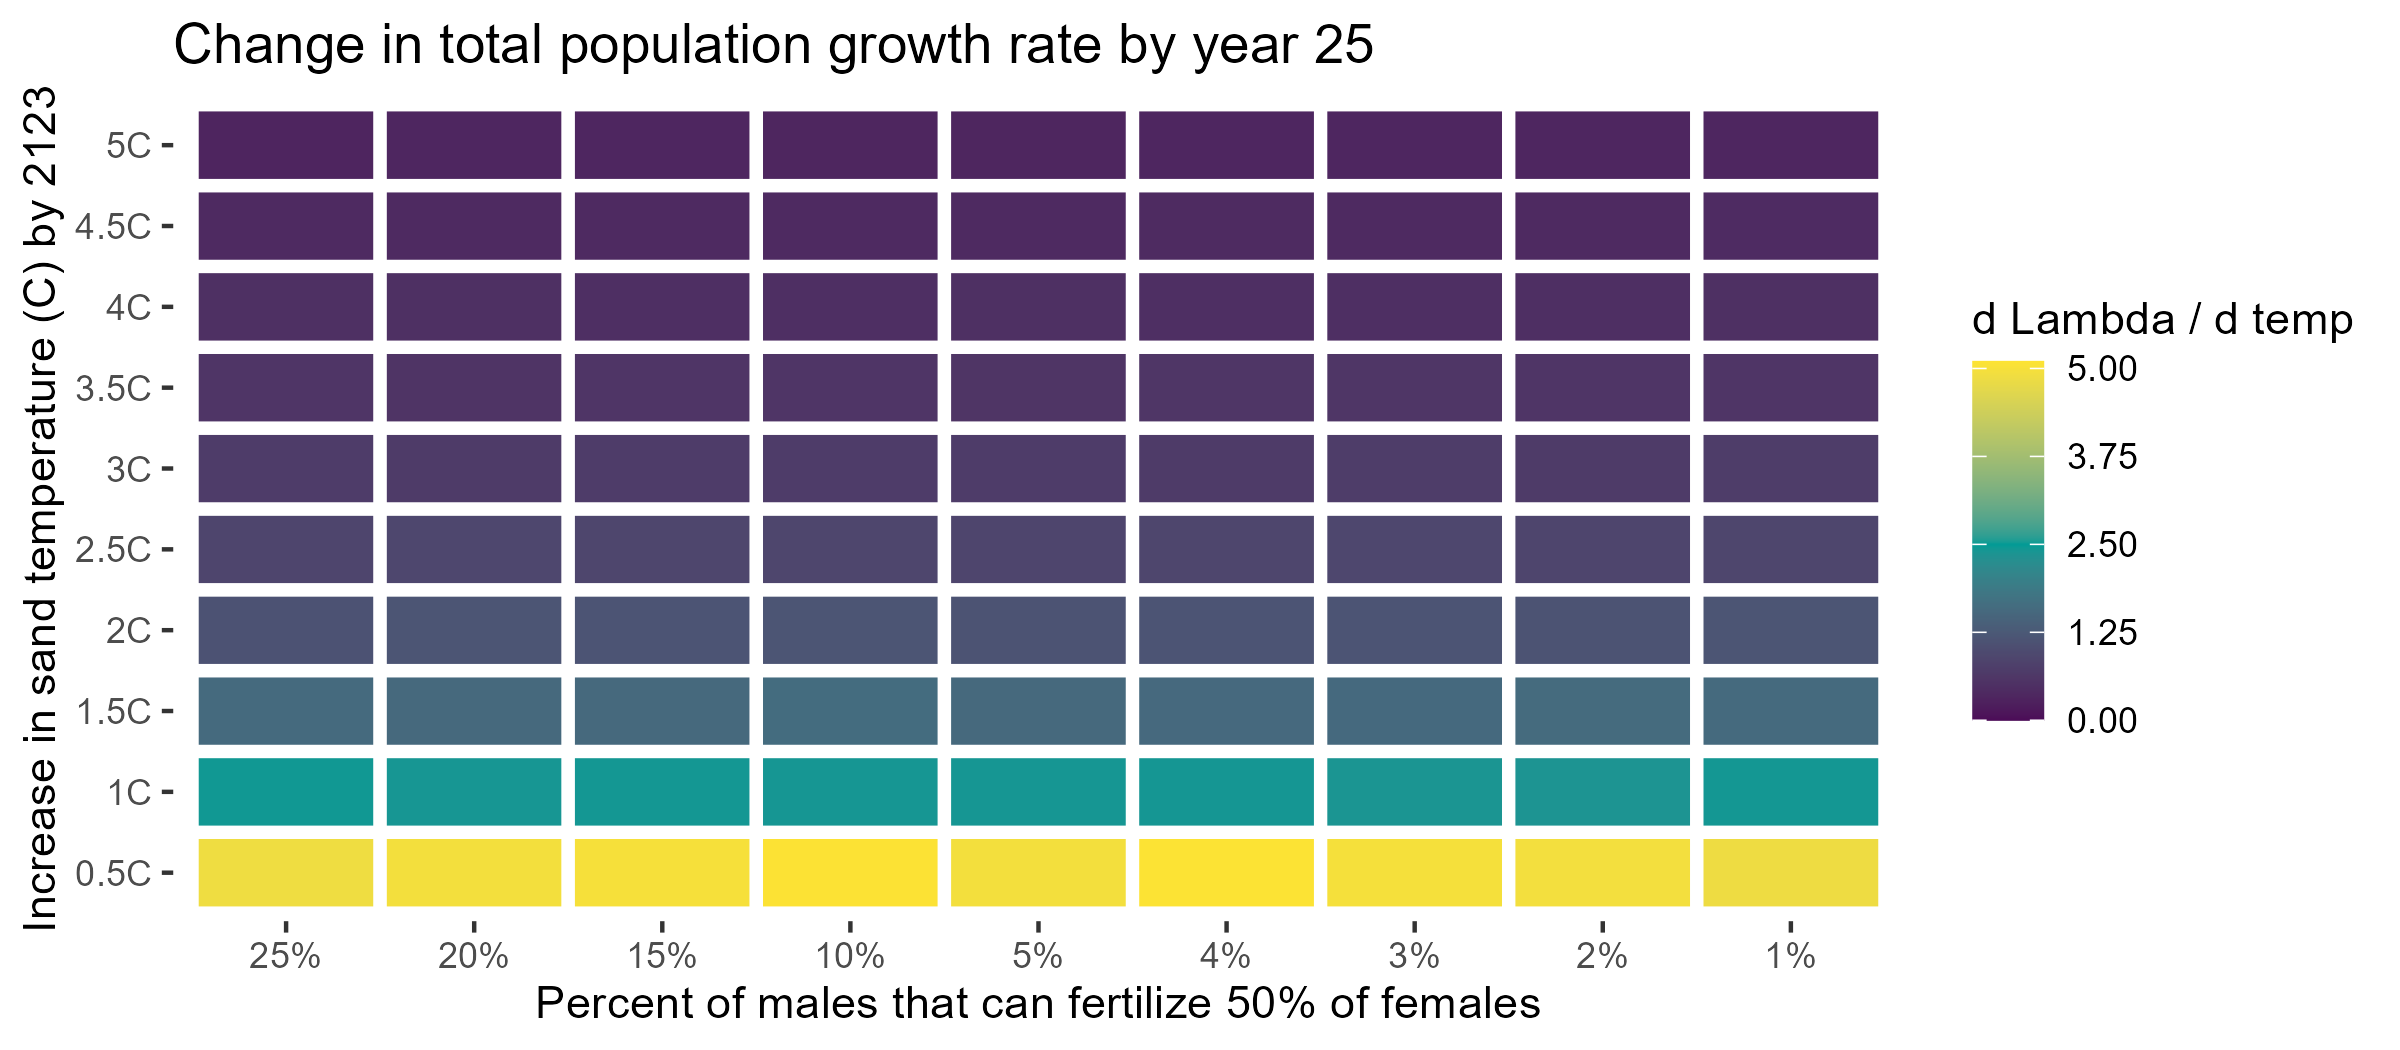 Change in total population growth rate by year 25
Increase in sand temperature (C) by 2123
5C
4.5C
4C
3.5C
3C
2.5C
2C
1.5C
1C
0.5C
25% 20% 15% 10% 5% 4% 3% 2% 1%
Percent of males that can fertilize 50% of females
d Lambda / d temp
5.00
3.75
2.50
1.25
0.00